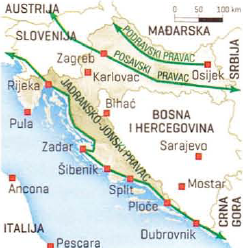 AUSTRIJA
0 50 100 km
MAĐARSKA
SLOVENIJA
PODRAVSKI PRAVAC
SRBIJA
Zagreb
POSAVSKI PRAVAC
Osijek
Karlovac
Rijeka
JADRANSKO-JONSKI PRAVAC
Bihać
Pula
BOSNA
I HERCEGOVINA
Zadar
Sarajevo
Šibenik
Ancona
Split
Mostar
Ploče
CRNA
GORA
ITALIJA
Dubrovnik
Pescara